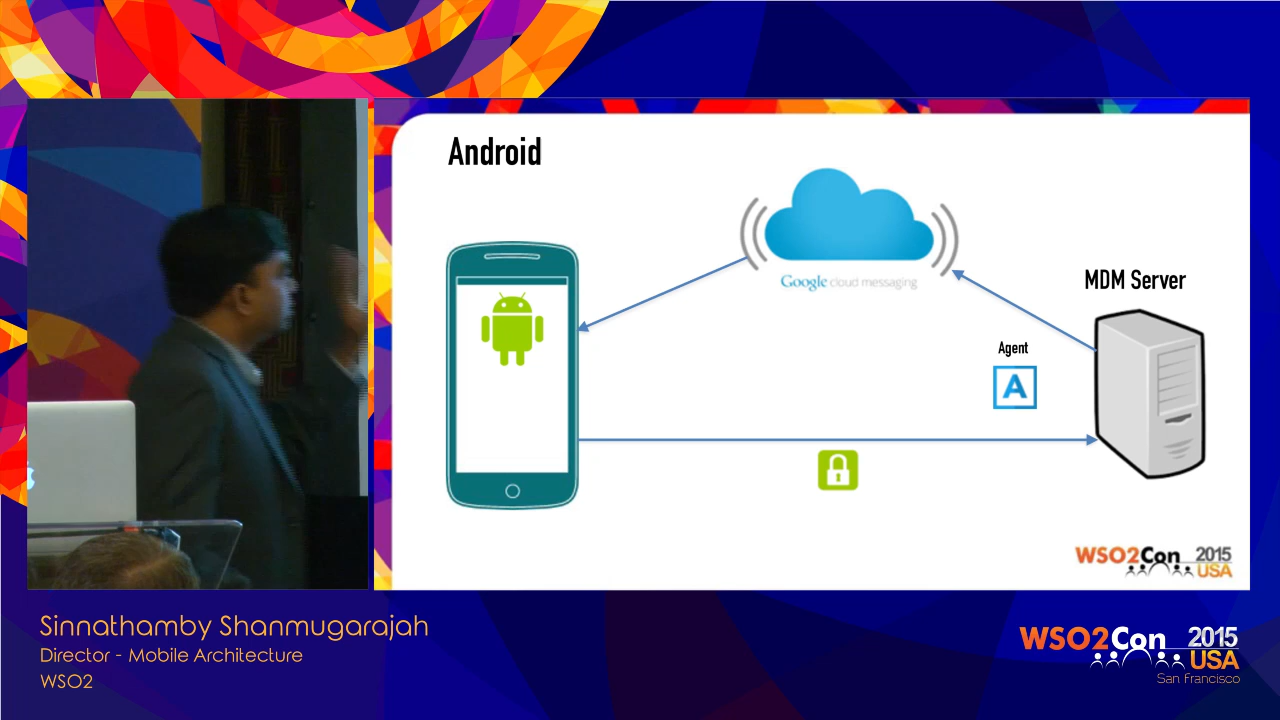 Android
Google cloud messaging
MDM Server
Agent
A
WSO2Con 2015
USA
Sinnathamby Shanmugarajah
Director - Mobile Architecture
WSO2
WSO2Con 2015
USA
San Francisco